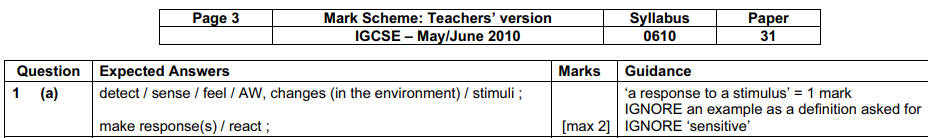 Page 3 Mark Scheme: Teachers’ version Syllabus Paper
IGCSE – May/June 2010 0610 31
Question Expected Answers Marks Guidance
1 (a) detect / sense / feel / AW, changes (in the environment) / stimuli ; ‘a response to a stimulus’ = 1 mark
IGNORE an example as a definition asked for
make response(s) / react ; [max 2] IGNORE ‘sensitive’